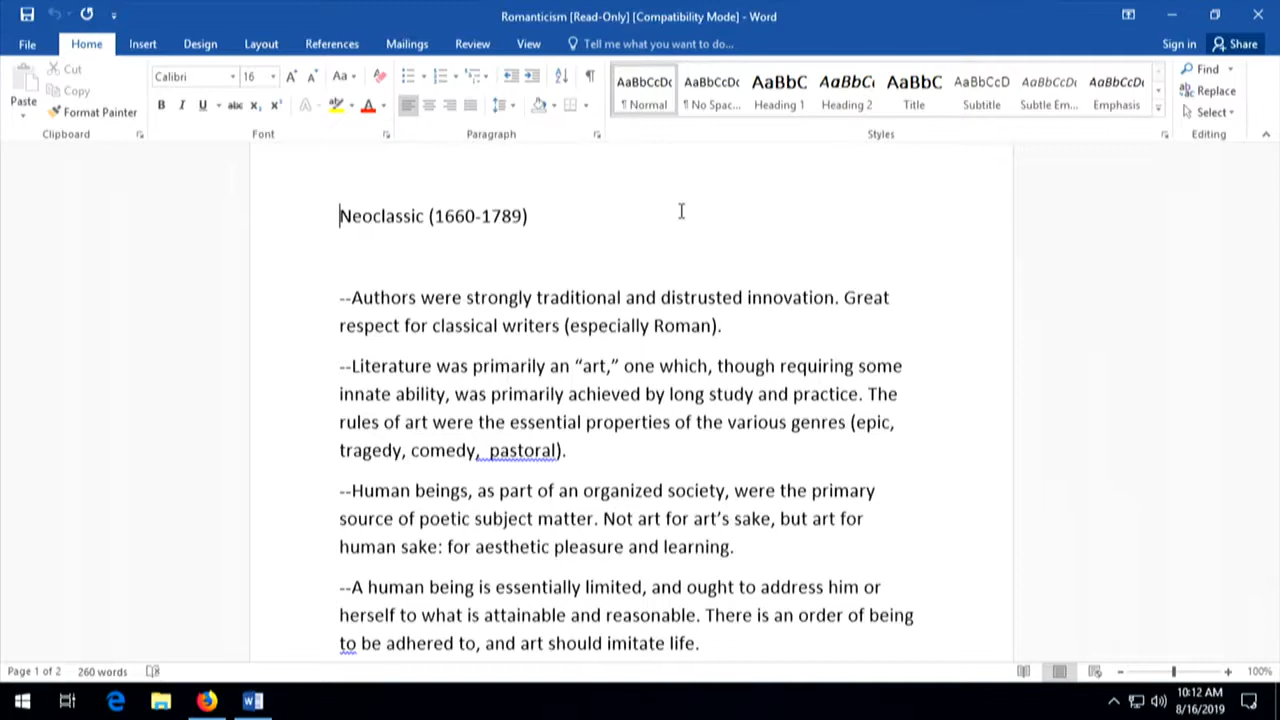 Romanticism [Read-Only] [Compatibility Mode] - Word
File Home Insert Design Layout References Mailings Review View Tell me what you want to do... Sign in Share
Paste Cut Copy Format Painter
Calibri 16
AaBbCcDc AaBbCcDc AaBbC AaBbCc AaBbC AaBbCcD AaBbCcDc AaBbCcDc
¶ Normal ¶ No Spac... Heading 1 Heading 2 Title Subtitle Subtle Em... Emphasis
Find Replace Select
Clipboard Font Paragraph Styles Editing
Neoclassic (1660-1789)
--Authors were strongly traditional and distrusted innovation. Great
respect for classical writers (especially Roman).
--Literature was primarily an “art,” one which, though requiring some
innate ability, was primarily achieved by long study and practice. The
rules of art were the essential properties of the various genres (epic,
tragedy, comedy,  pastoral).
--Human beings, as part of an organized society, were the primary
source of poetic subject matter. Not art for art’s sake, but art for
human sake: for aesthetic pleasure and learning.
--A human being is essentially limited, and ought to address him or
herself to what is attainable and reasonable. There is an order of being
to be adhered to, and art should imitate life.
Page 1 of 2 260 words 100%
10:12 AM
8/16/2019